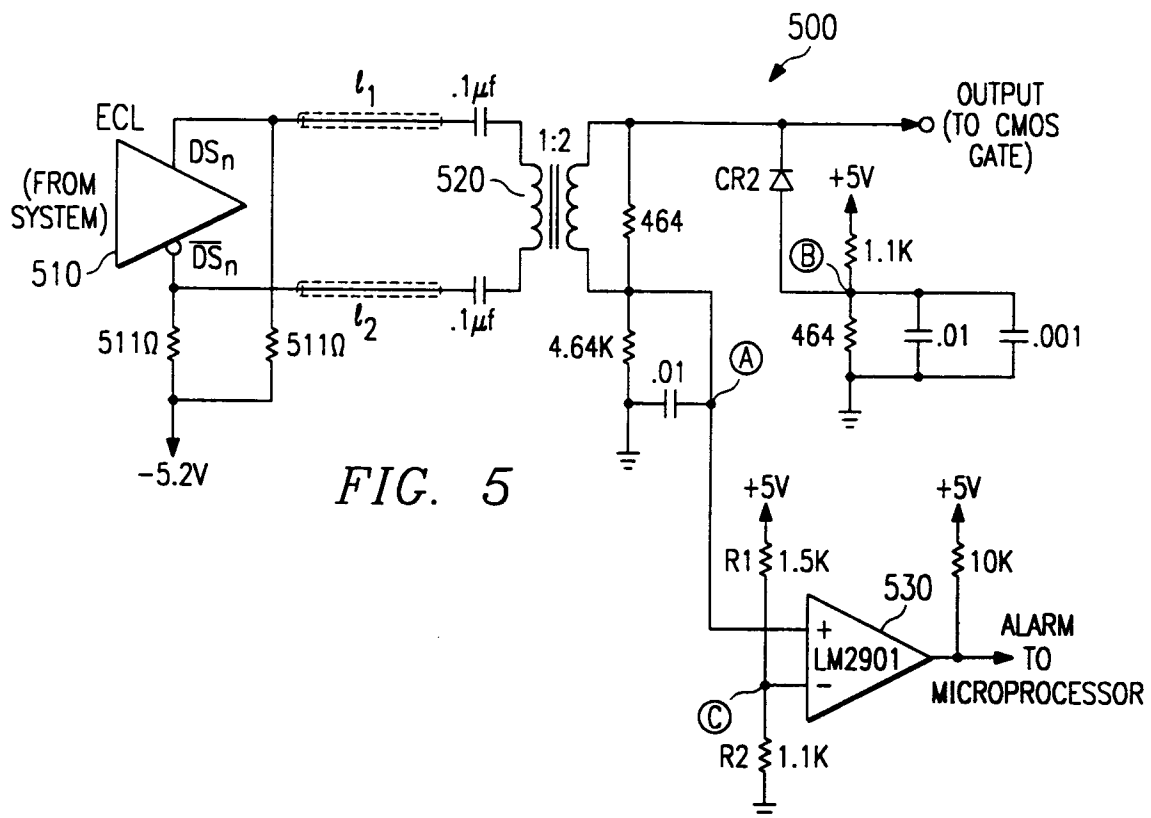 500
ECL
(FROM
SYSTEM)
510
DSn
DSn
ℓ1
ℓ2
.1μf
.1μf
511Ω
511Ω
-5.2V
520
1:2
464
4.64K
.01
A
CR2
OUTPUT
(TO CMOS
GATE)
+5V
1.1K
B
464
.01
.001
FIG. 5
+5V
R1
1.5K
C
R2
1.1K
+
LM2901
-
530
+5V
10K
ALARM
TO
MICROPROCESSOR